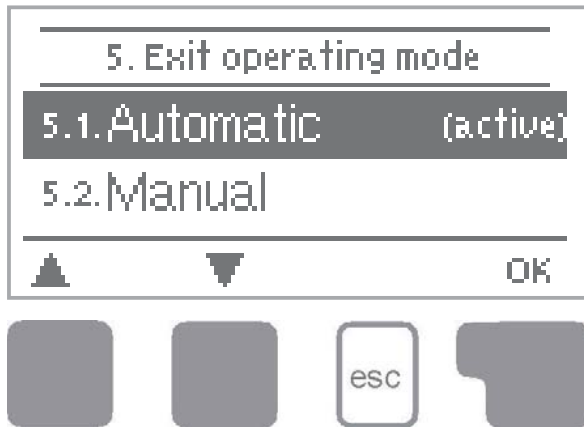 5. Exit operating mode
5.1. Automatic (active)
5.2. Manual
OK
esc